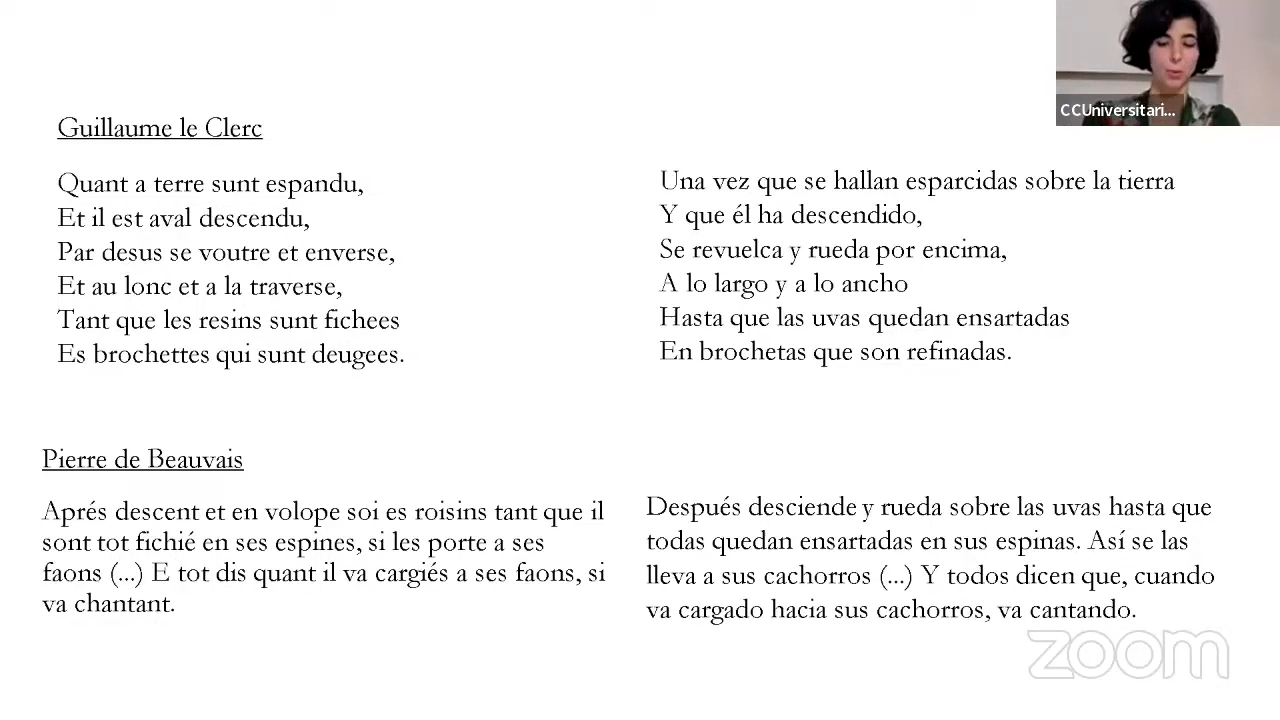 CCUniversitari...
Guillaume le Clerc
Quant a terre sunt espandu,
Et il est aval descendu,
Par desus se voutre et enverse,
Et au lonc et a la traverse,
Tant que les resins sunt fichees
Es brochettes qui sunt deugees.
Una vez que se hallan esparcidas sobre la tierra
Y que él ha descendido,
Se revuelca y rueda por encima,
A lo largo y a lo ancho
Hasta que las uvas quedan ensartadas
En brochetas que son refinadas.
Pierre de Beauvais
Aprés descent et en volope soi es roisins tant que il
sont tot fichié en ses espines, si les porte a ses
faons (...) E tot dis quant il va cargiés a ses faons, si
va chantant.
Después desciende y rueda sobre las uvas hasta que
todas quedan ensartadas en sus espinas. Así se las
lleva a sus cachorros (...) Y todos dicen que, cuando
va cargado hacia sus cachorros, va cantando.
zoom